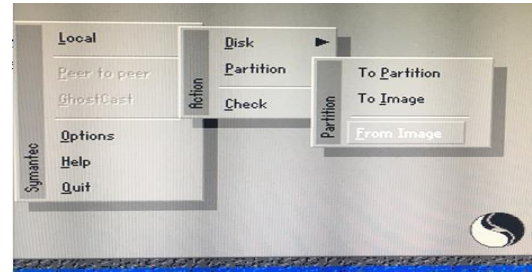 Local
Peer to peer
GhostCast
Options
Help
Quit
Symantec
Disk
Partition
Check
Action
To Partition
To Image
From Image
Partition